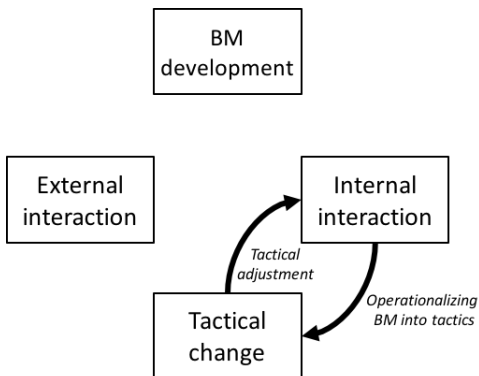 BM
development
External
interaction
Internal
interaction
Tactical
adjustment
Operationalizing
BM into tactics
Tactical
change